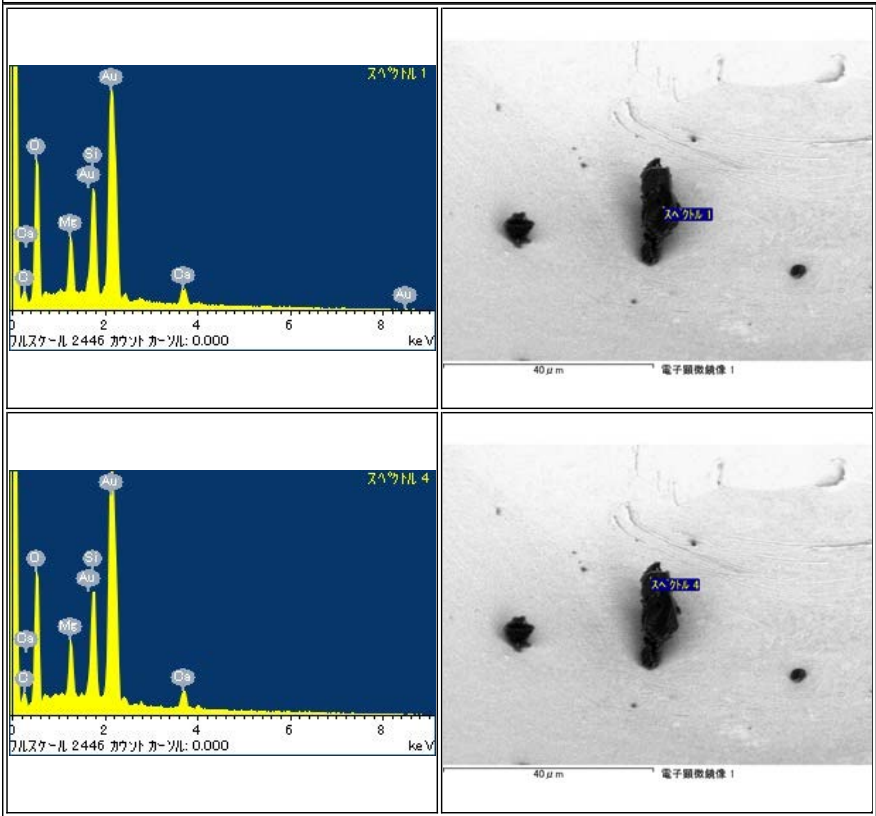 スペクトル 1
Au
O
Si
Au
Mg
Ca
C
Ca
Au
0 2 4 6 8
フルスケール 2446 カウント カーソル: 0.000 keV
スペクトル 1
40μm 電子顕微鏡像 1
スペクトル 4
Au
O
Si
Au
Mg
Ca
C
Ca
0 2 4 6 8
フルスケール 2446 カウント カーソル: 0.000 keV
スペクトル 4
40μm 電子顕微鏡像 1